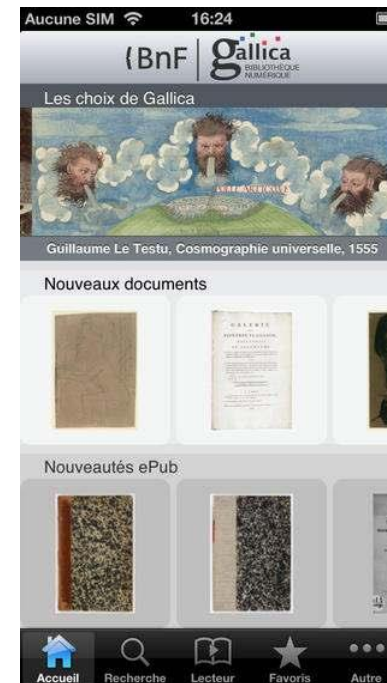 Aucune SIM 16:24
(BnF gallica
BIBLIOTHÈQUE
NUMÉRIQUE
Les choix de Gallica
Guillaume Le Testu, Cosmographie universelle, 1555
Nouveaux documents
GALERIE
Nouveautés ePub
Accueil Recherche Lecteur Favoris Autre